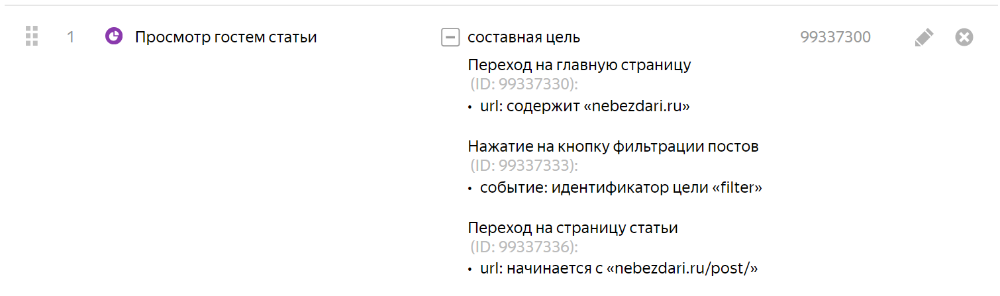 1 Просмотр гостем статьи составная цель 99337300
Переход на главную страницу
(ID: 99337330):
• url: содержит «nebezdari.ru»
Нажатие на кнопку фильтрации постов
(ID: 99337333):
• событие: идентификатор цели «filter»
Переход на страницу статьи
(ID: 99337336):
• url: начинается с «nebezdari.ru/post/»